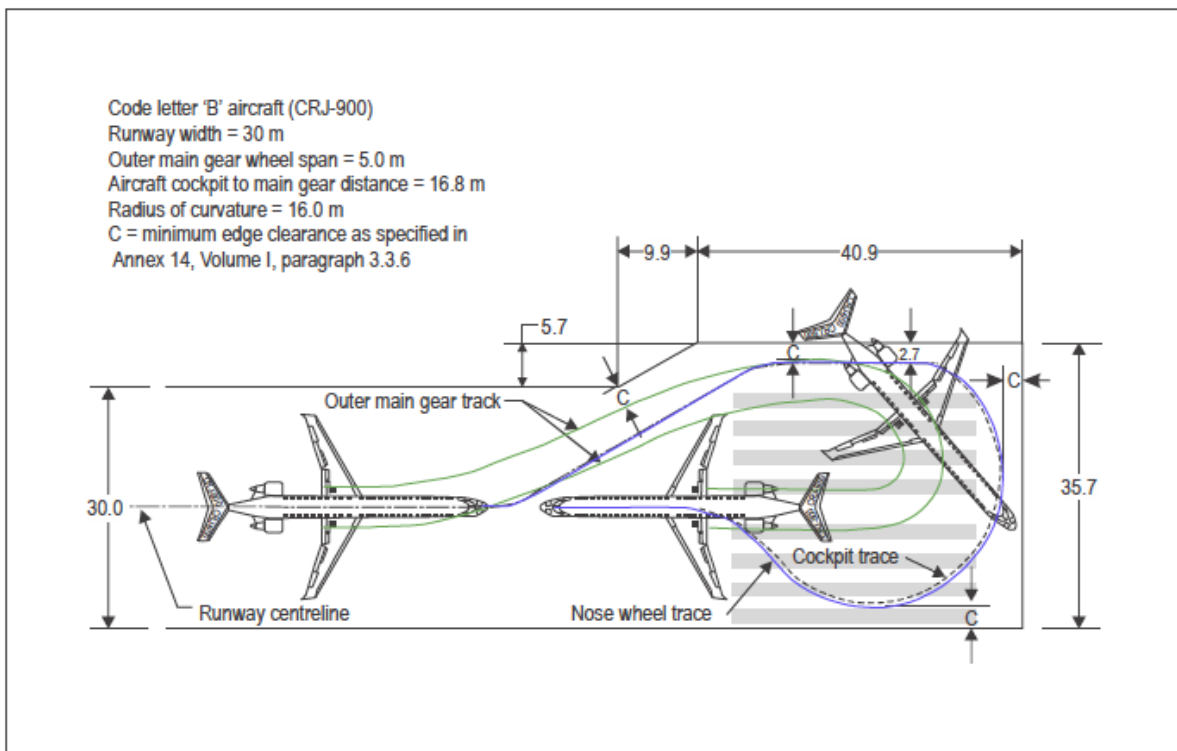 Code letter ‘B’ aircraft (CRJ-900)
Runway width = 30 m
Outer main gear wheel span = 5.0 m
Aircraft cockpit to main gear distance = 16.8 m
Radius of curvature = 16.0 m
C = minimum edge clearance as specified in
Annex 14, Volume I, paragraph 3.3.6
9.9
40.9
5.7
C
2.7
C
C
Outer main gear track
30.0
35.7
Cockpit trace
Runway centreline
Nose wheel trace
C